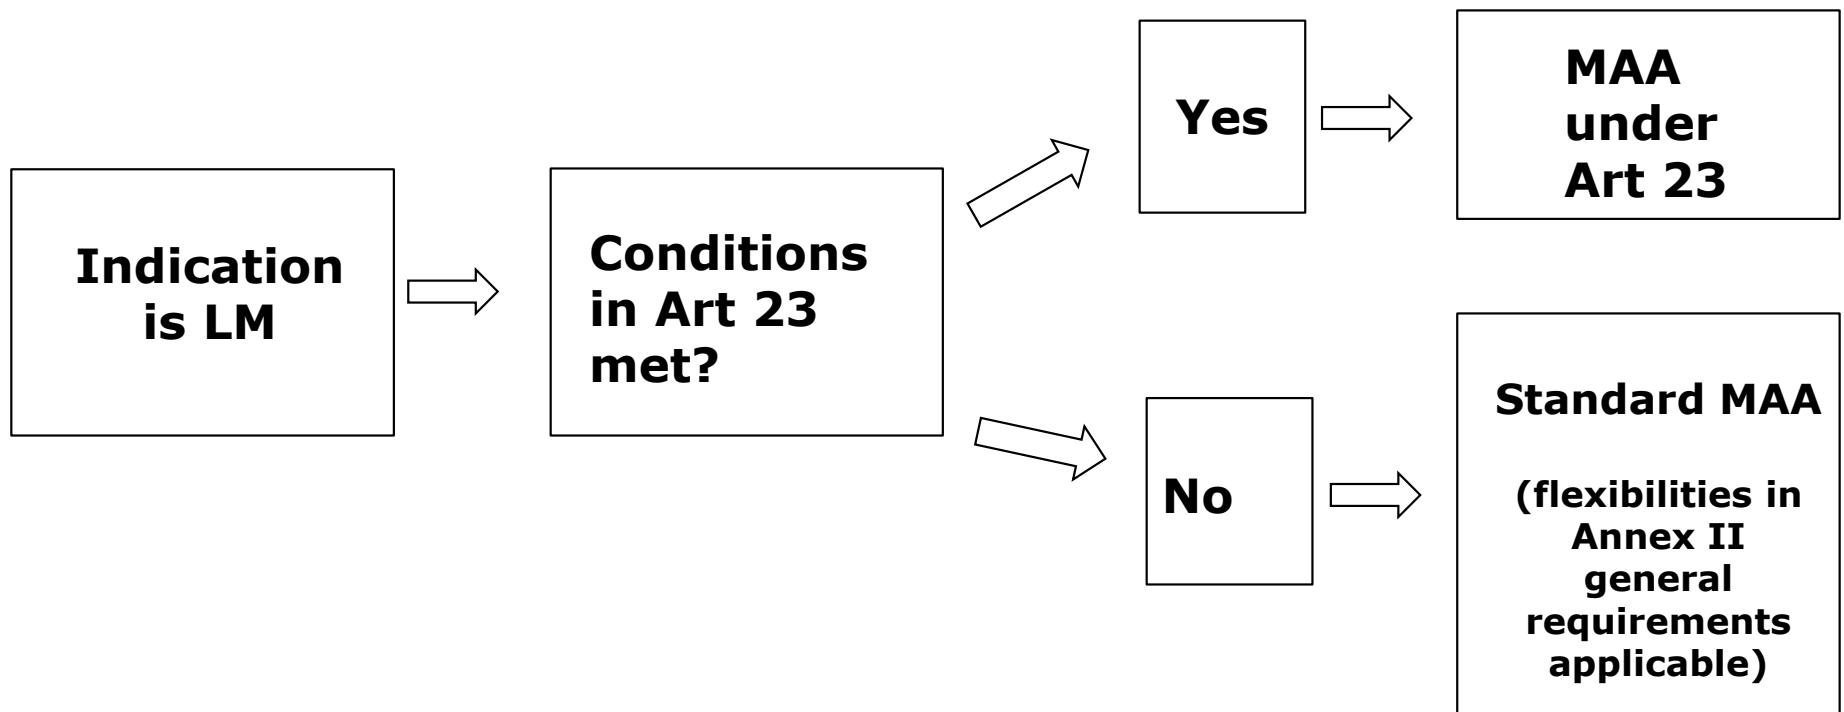 Indication
is LM
Conditions
in Art 23
met?
Yes
MAA
under
Art 23
No
Standard MAA
(flexibilities in
Annex II
general
requirements
applicable)